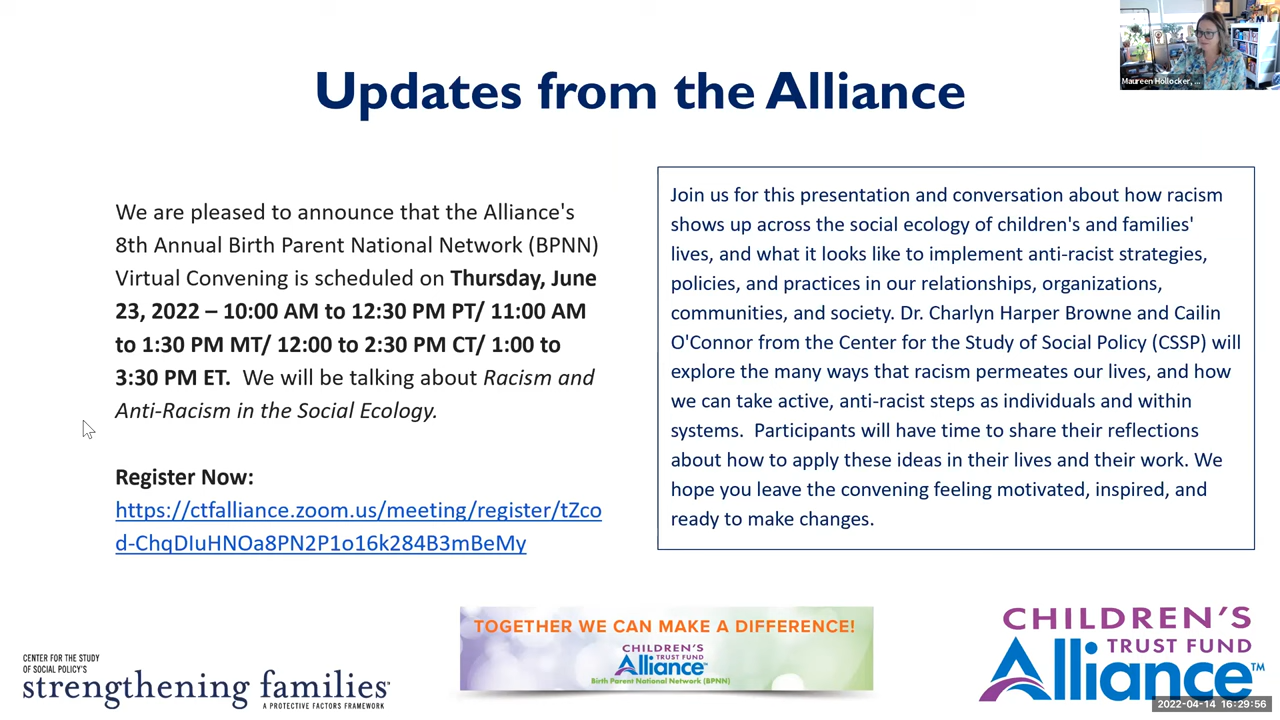 Updates from the Alliance
Maureen Hollocker, ...
We are pleased to announce that the Alliance's
8th Annual Birth Parent National Network (BPNN)
Virtual Convening is scheduled on Thursday, June
23, 2022 – 10:00 AM to 12:30 PM PT/ 11:00 AM
to 1:30 PM MT/ 12:00 to 2:30 PM CT/ 1:00 to
3:30 PM ET.  We will be talking about Racism and
Anti-Racism in the Social Ecology.
Register Now:
https://ctfalliance.zoom.us/meeting/register/tZco
d-ChqDIuHNOa8PN2P1o16k284B3mBeMy
Join us for this presentation and conversation about how racism
shows up across the social ecology of children's and families'
lives, and what it looks like to implement anti-racist strategies,
policies, and practices in our relationships, organizations,
communities, and society. Dr. Charlyn Harper Browne and Cailin
O'Connor from the Center for the Study of Social Policy (CSSP) will
explore the many ways that racism permeates our lives, and how
we can take active, anti-racist steps as individuals and within
systems.  Participants will have time to share their reflections
about how to apply these ideas in their lives and their work. We
hope you leave the convening feeling motivated, inspired, and
ready to make changes.
CENTER FOR THE STUDY
OF SOCIAL POLICY'S
strengthening families™
A PROTECTIVE FACTORS FRAMEWORK
TOGETHER WE CAN MAKE A DIFFERENCE!
CHILDREN'S
TRUST FUND
Alliance™
Birth Parent National Network (BPNN)
CHILDREN'S
TRUST FUND
Alliance™
2022-04-14 16:29:56